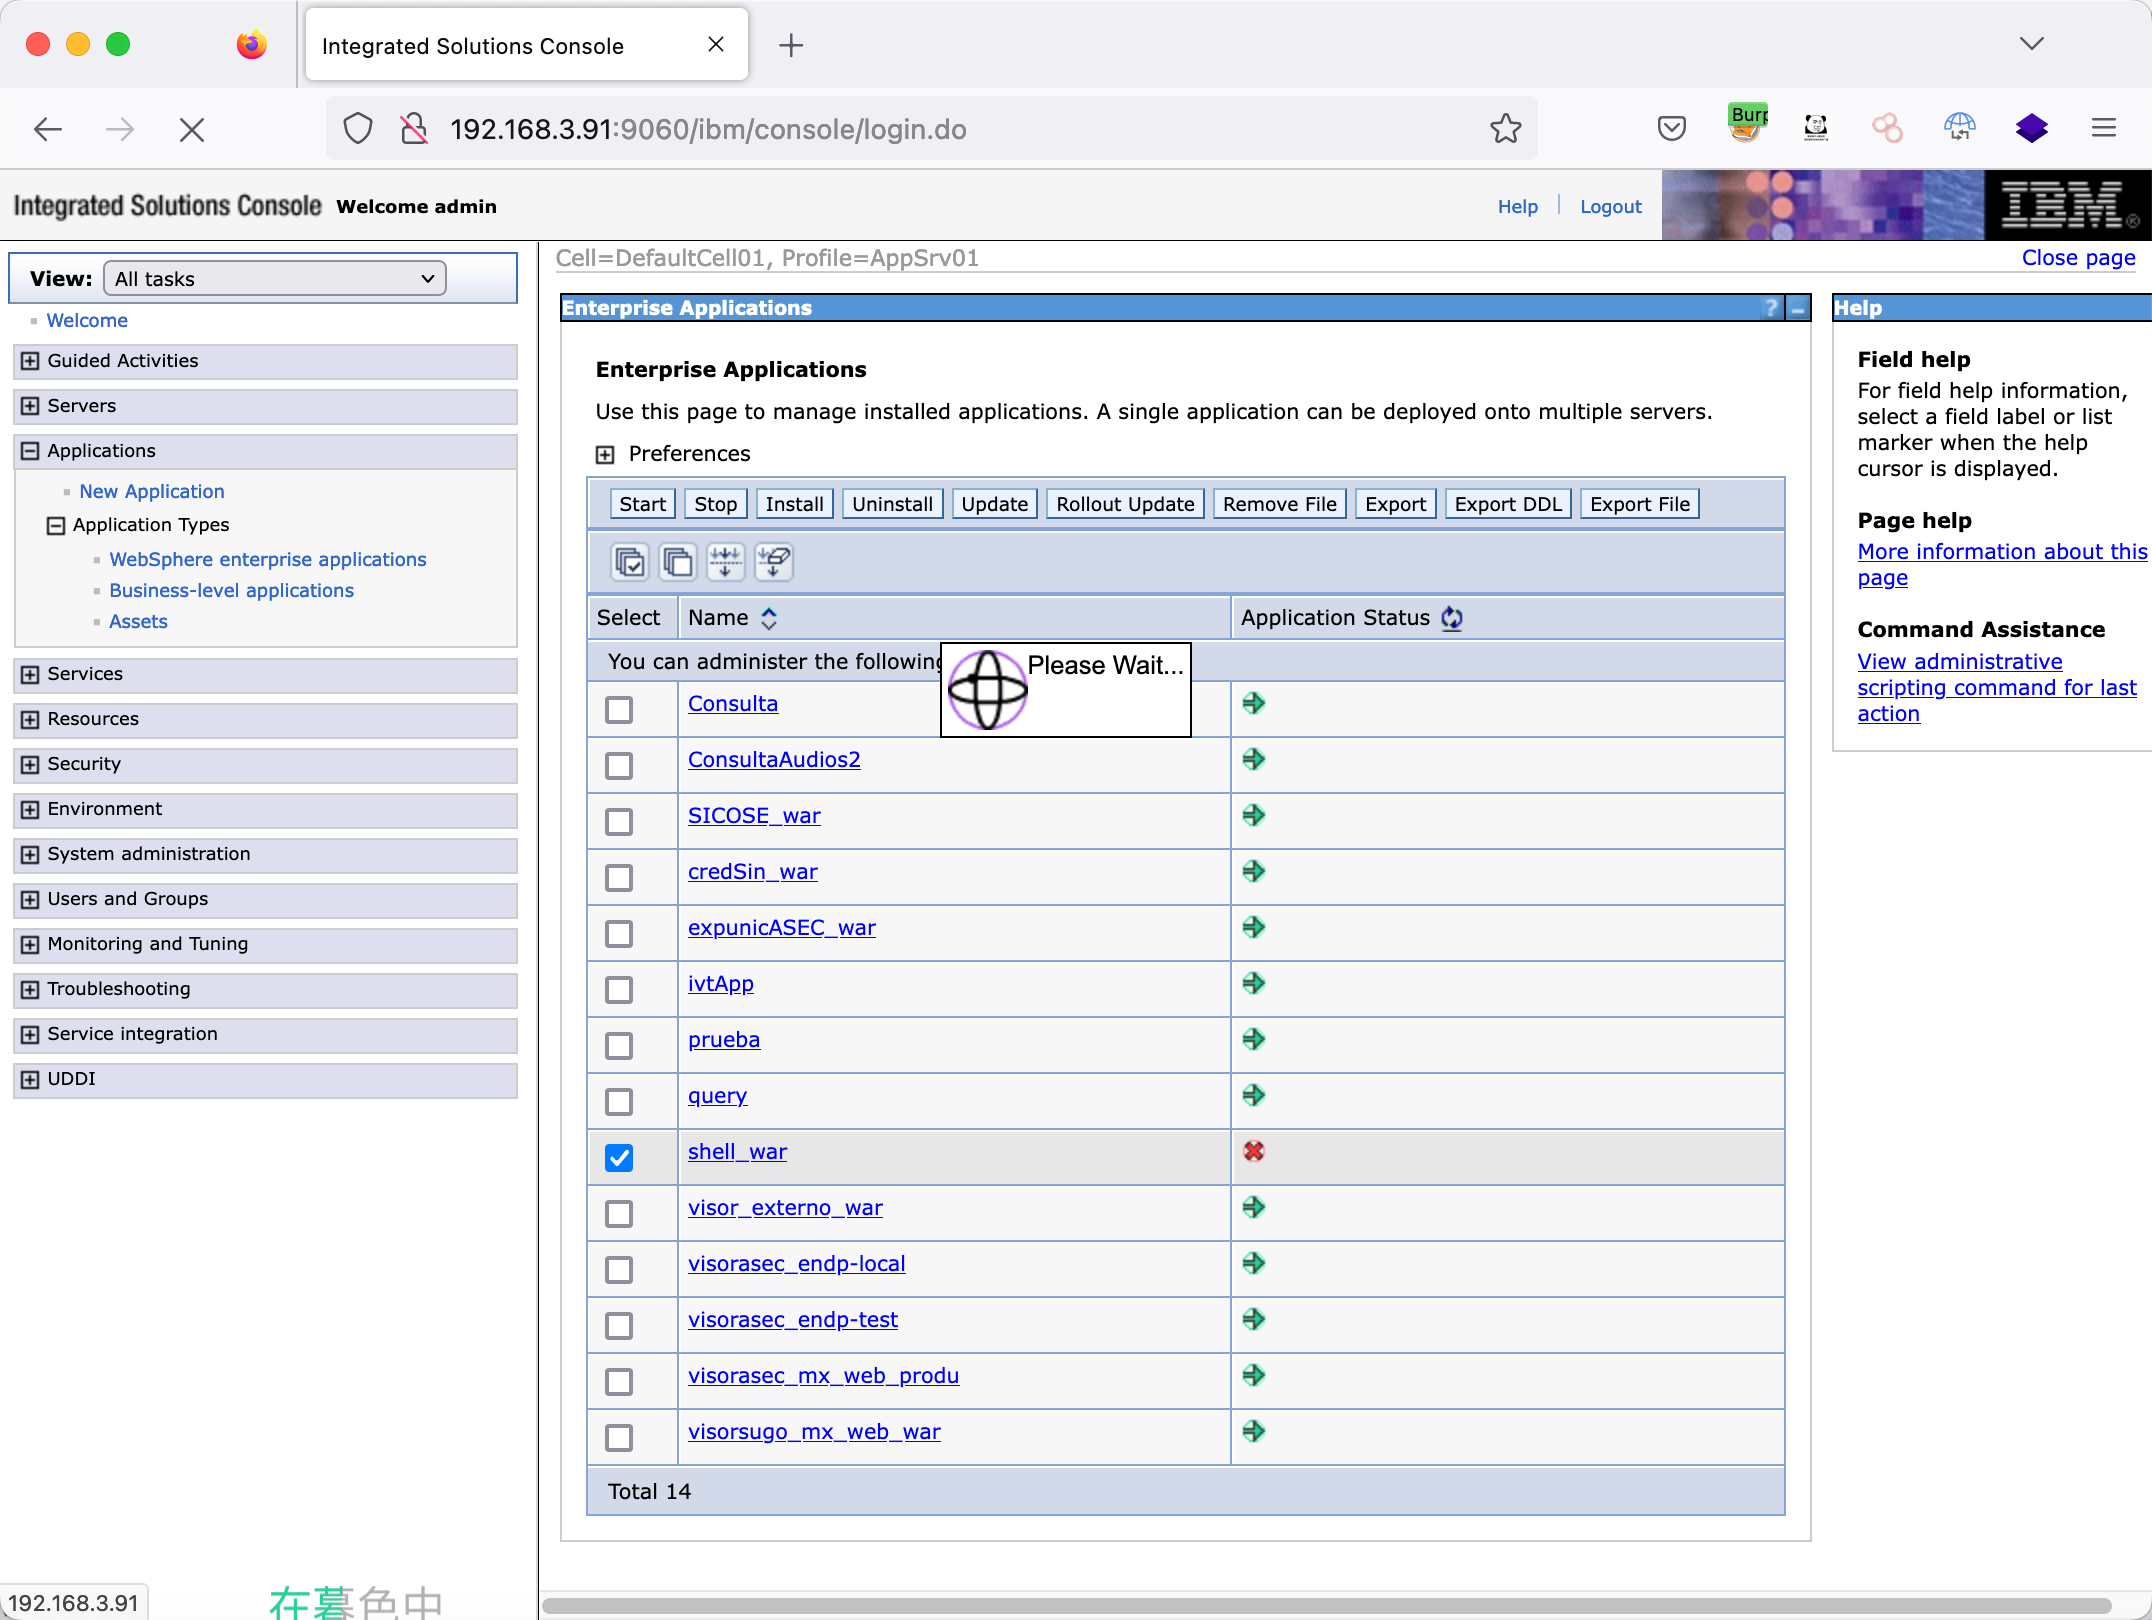 Integrated Solutions Console
192.168.3.91:9060/ibm/console/login.do
Burp
Integrated Solutions Console Welcome admin
Help
Logout
IBM®
View: All tasks
Welcome
Guided Activities
Servers
Applications
New Application
Application Types
WebSphere enterprise applications
Business-level applications
Assets
Services
Resources
Security
Environment
System administration
Users and Groups
Monitoring and Tuning
Troubleshooting
Service integration
UDDI
Cell=DefaultCell01, Profile=AppSrv01
Close page
Enterprise Applications ? –
Enterprise Applications
Use this page to manage installed applications. A single application can be deployed onto multiple servers.
Preferences
Start Stop Install Uninstall Update Rollout Update Remove File Export Export DDL Export File
Select Name Application Status
You can administer the following
Please Wait...
Consulta
ConsultaAudios2
SICOSE_war
credSin_war
expunicASEC_war
ivtApp
prueba
query
shell_war
visor_externo_war
visorasec_endp-local
visorasec_endp-test
visorasec_mx_web_produ
visorsugo_mx_web_war
Total 14
Help
Field help
For field help information,
select a field label or list
marker when the help
cursor is displayed.
Page help
More information about this
page
Command Assistance
View administrative
scripting command for last
action
192.168.3.91
在暮色中